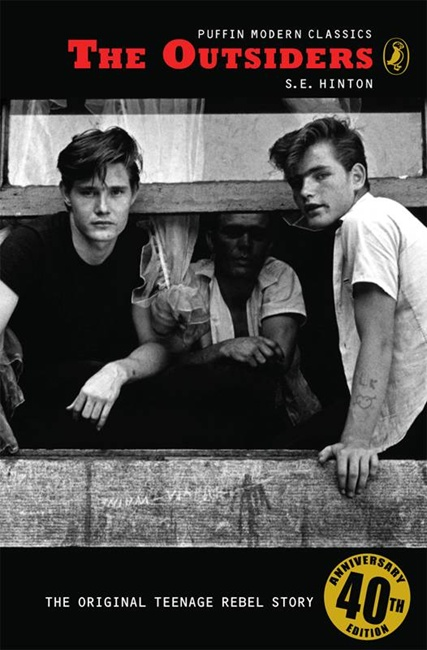 PUFFIN MODERN CLASSICS
THE OUTSIDERS
S.E. HINTON
THE ORIGINAL TEENAGE REBEL STORY
ANNIVERSARY
40TH
EDITION